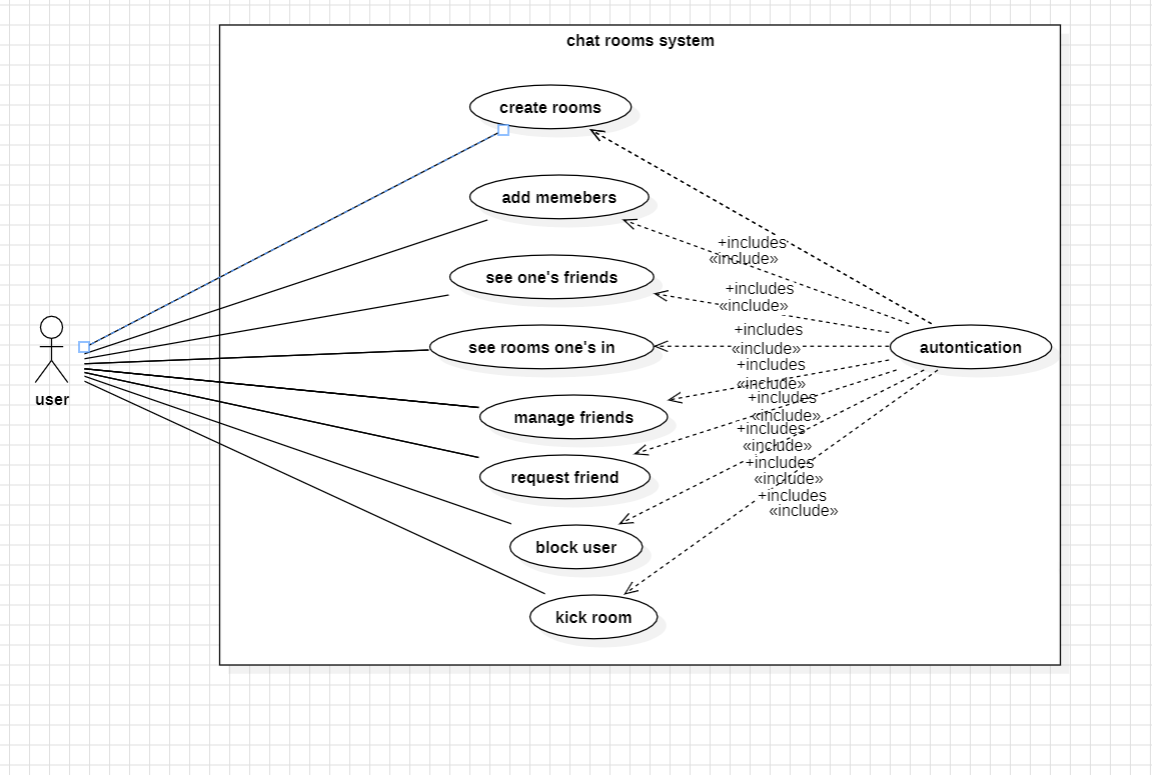 chat rooms system
create rooms
add memebers
+includes
«include»
see one's friends
+includes
«include»
+includes
see rooms one's in
«include»
autontication
+includes
«include»
user
+includes
manage friends
«include»
+includes
«include»
+includes
request friend
«include»
+includes
«include»
block user
kick room